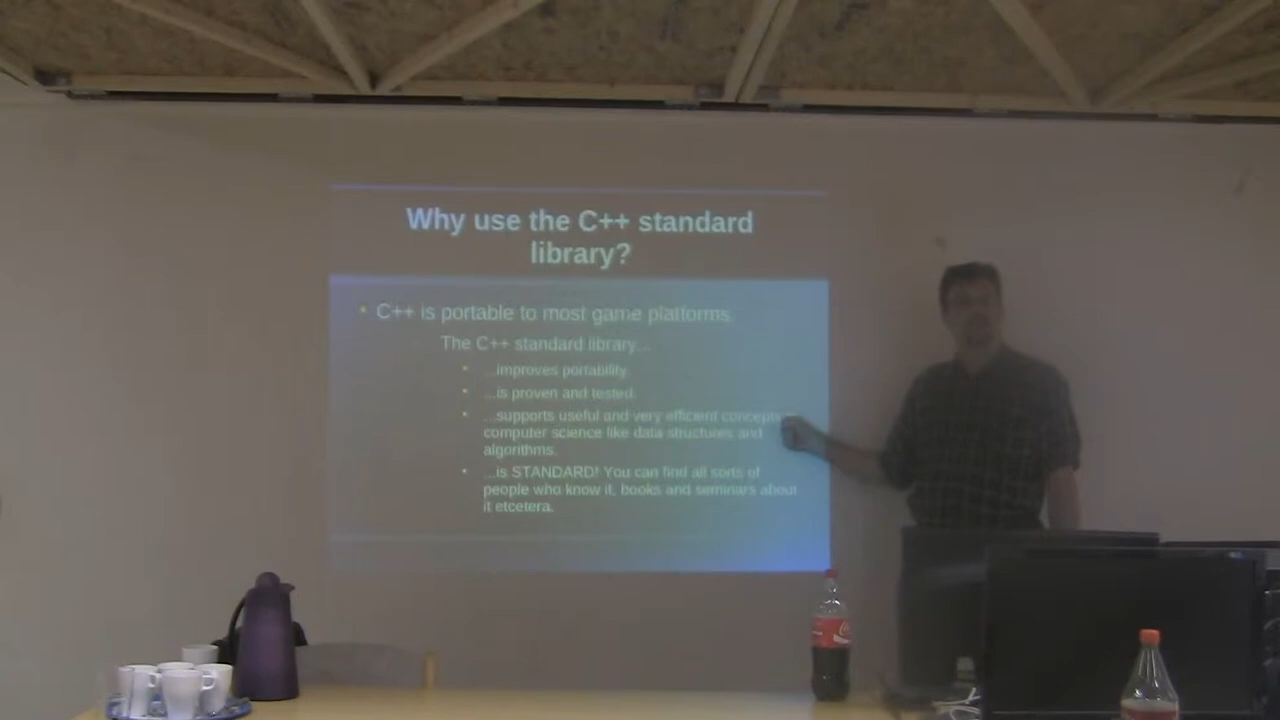 Why use the C++ standard
library?
C++ is portable to most game platforms.
The C++ standard library...
...improves portability.
...is proven and tested.
...supports useful and very efficient concepts
computer science like data structures and
algorithms.
...is STANDARD! You can find all sorts of
people who know it, books and seminars about
it etcetera.